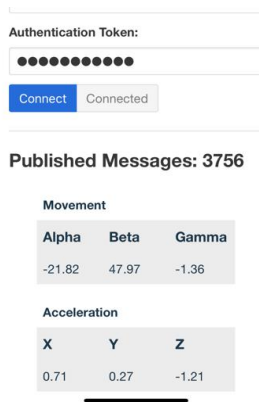 Authentication Token:
●●●●●●●●●●●
Connect Connected
Published Messages: 3756
Movement
Alpha Beta Gamma
-21.82 47.97 -1.36
Acceleration
X Y Z
0.71 0.27 -1.21